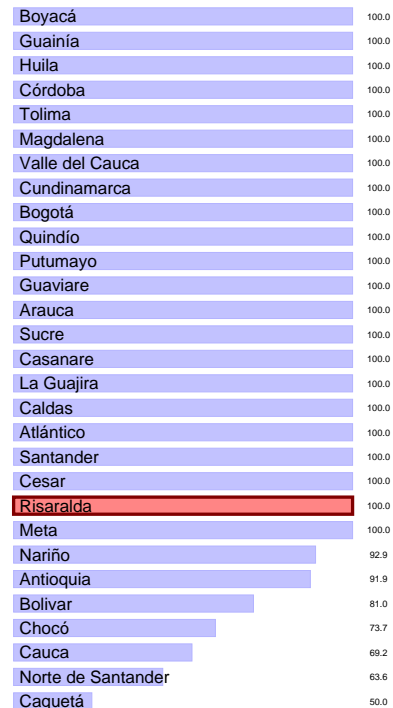 Boyacá 100.0
Guainía 100.0
Huila 100.0
Córdoba 100.0
Tolima 100.0
Magdalena 100.0
Valle del Cauca 100.0
Cundinamarca 100.0
Bogotá 100.0
Quindío 100.0
Putumayo 100.0
Guaviare 100.0
Arauca 100.0
Sucre 100.0
Casanare 100.0
La Guajira 100.0
Caldas 100.0
Atlántico 100.0
Santander 100.0
Cesar 100.0
Risaralda 100.0
Meta 100.0
Nariño 92.9
Antioquia 91.9
Bolivar 81.0
Chocó 73.7
Cauca 69.2
Norte de Santander 63.6
Caquetá 50.0